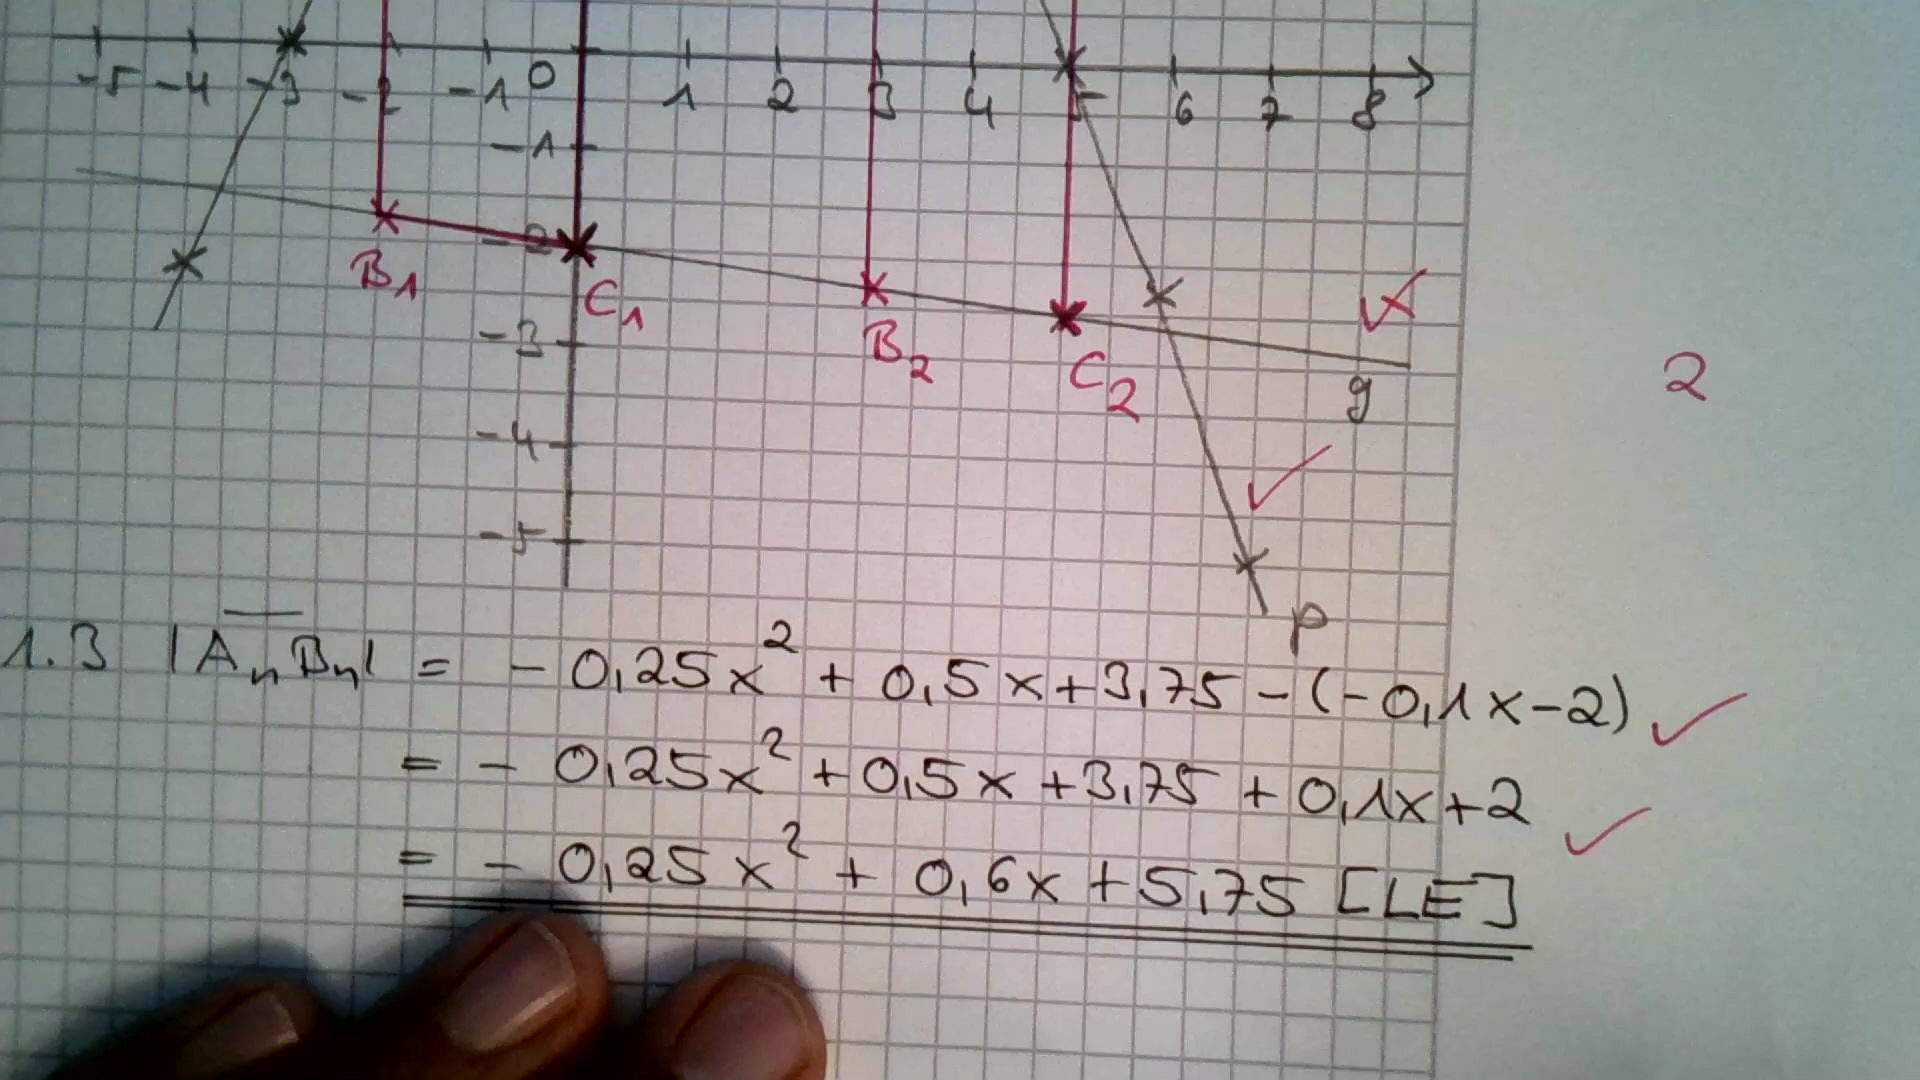 -5 -4 -3 -2 -1 0 1 2 3 4 5 6 7 8
-1
-2
B1
C1
B2
-3
C2
g
2
-4
-5
p
1.3 |AnBn| = - 0,25x² + 0,5x + 3,75 - (-0,1x - 2)
= - 0,25x² + 0,5x + 3,75 + 0,1x + 2
= - 0,25x² + 0,6x + 5,75 [LE]